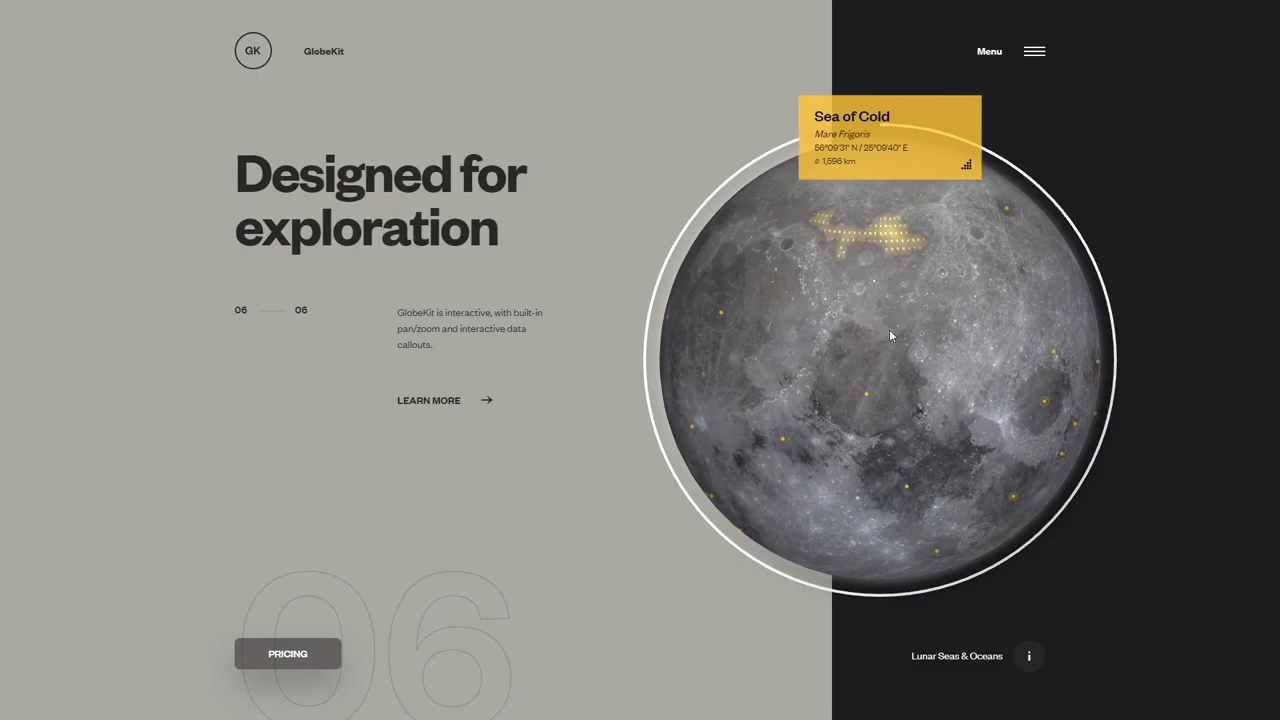 GK
GlobeKit
Menu
Sea of Cold
Mare Frigoris
56°09'31" N / 25°09'40" E
⌀ 1,596 km
Designed for
exploration
06
06
GlobeKit is interactive, with built-in
pan/zoom and interactive data
callouts.
LEARN MORE
06
PRICING
Lunar Seas & Oceans
i